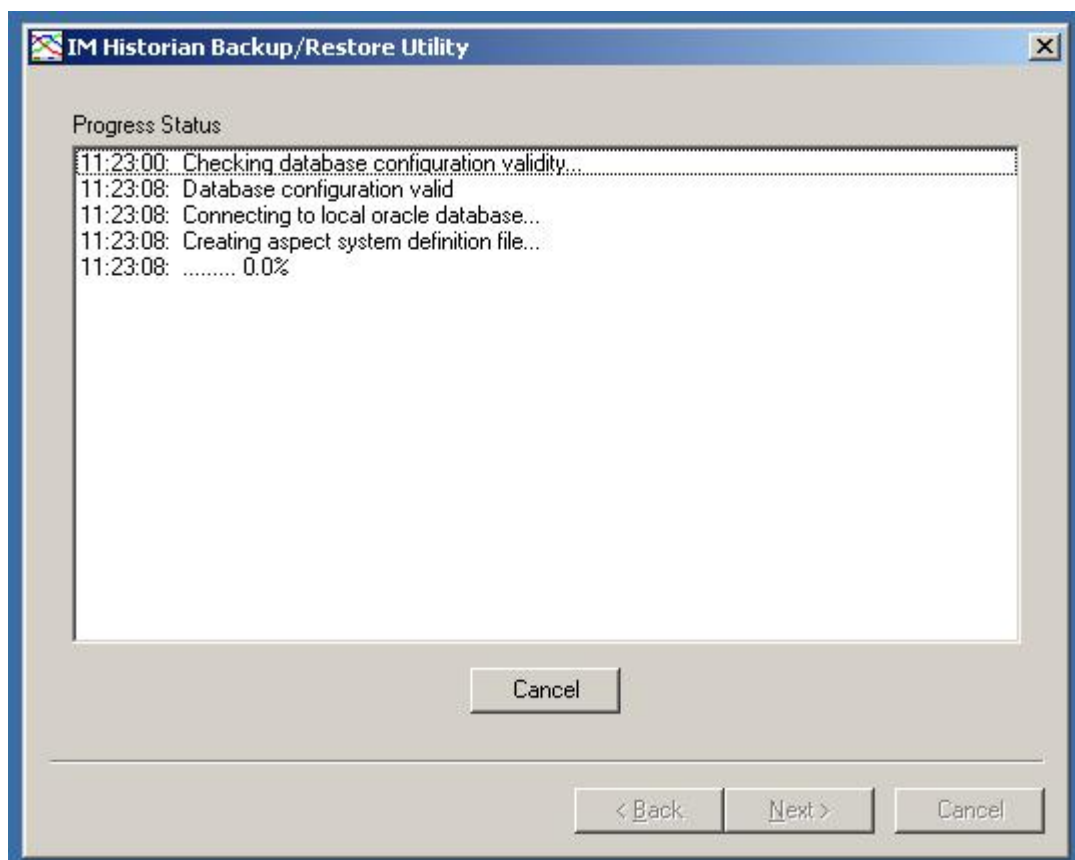 IM Historian Backup/Restore Utility
Progress Status
11:23:00: Checking database configuration validity...
11:23:08: Database configuration valid
11:23:08: Connecting to local oracle database...
11:23:08: Creating aspect system definition file...
11:23:08: ......... 0.0%
Cancel
< Back
Next >
Cancel